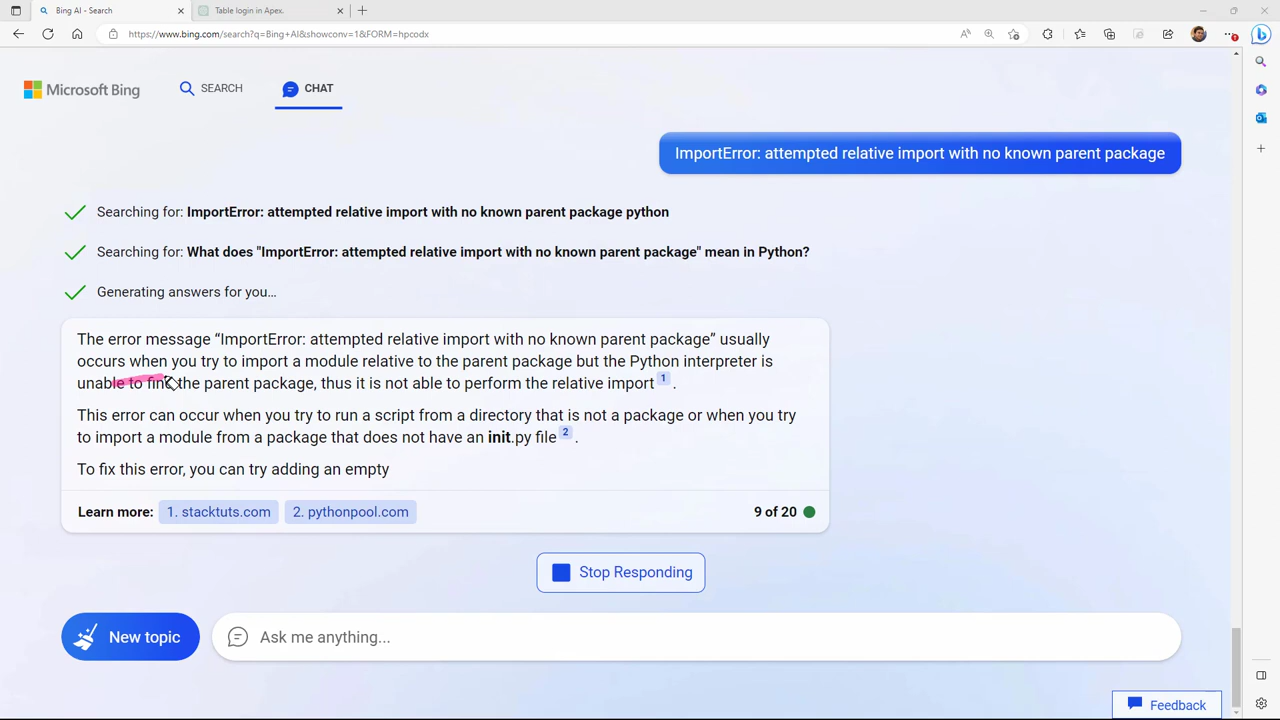 Bing AI - Search
Table login in Apex.
https://www.bing.com/search?q=Bing+AI&showconv=1&FORM=hpcodx
Microsoft Bing
SEARCH
CHAT
ImportError: attempted relative import with no known parent package
Searching for: ImportError: attempted relative import with no known parent package python
Searching for: What does "ImportError: attempted relative import with no known parent package" mean in Python?
Generating answers for you...
The error message “ImportError: attempted relative import with no known parent package” usually
occurs when you try to import a module relative to the parent package but the Python interpreter is
unable to find the parent package, thus it is not able to perform the relative import 1 .
This error can occur when you try to run a script from a directory that is not a package or when you try
to import a module from a package that does not have an init.py file 2 .
To fix this error, you can try adding an empty
Learn more: 1. stacktuts.com 2. pythonpool.com 9 of 20
Stop Responding
New topic
Ask me anything...
Feedback